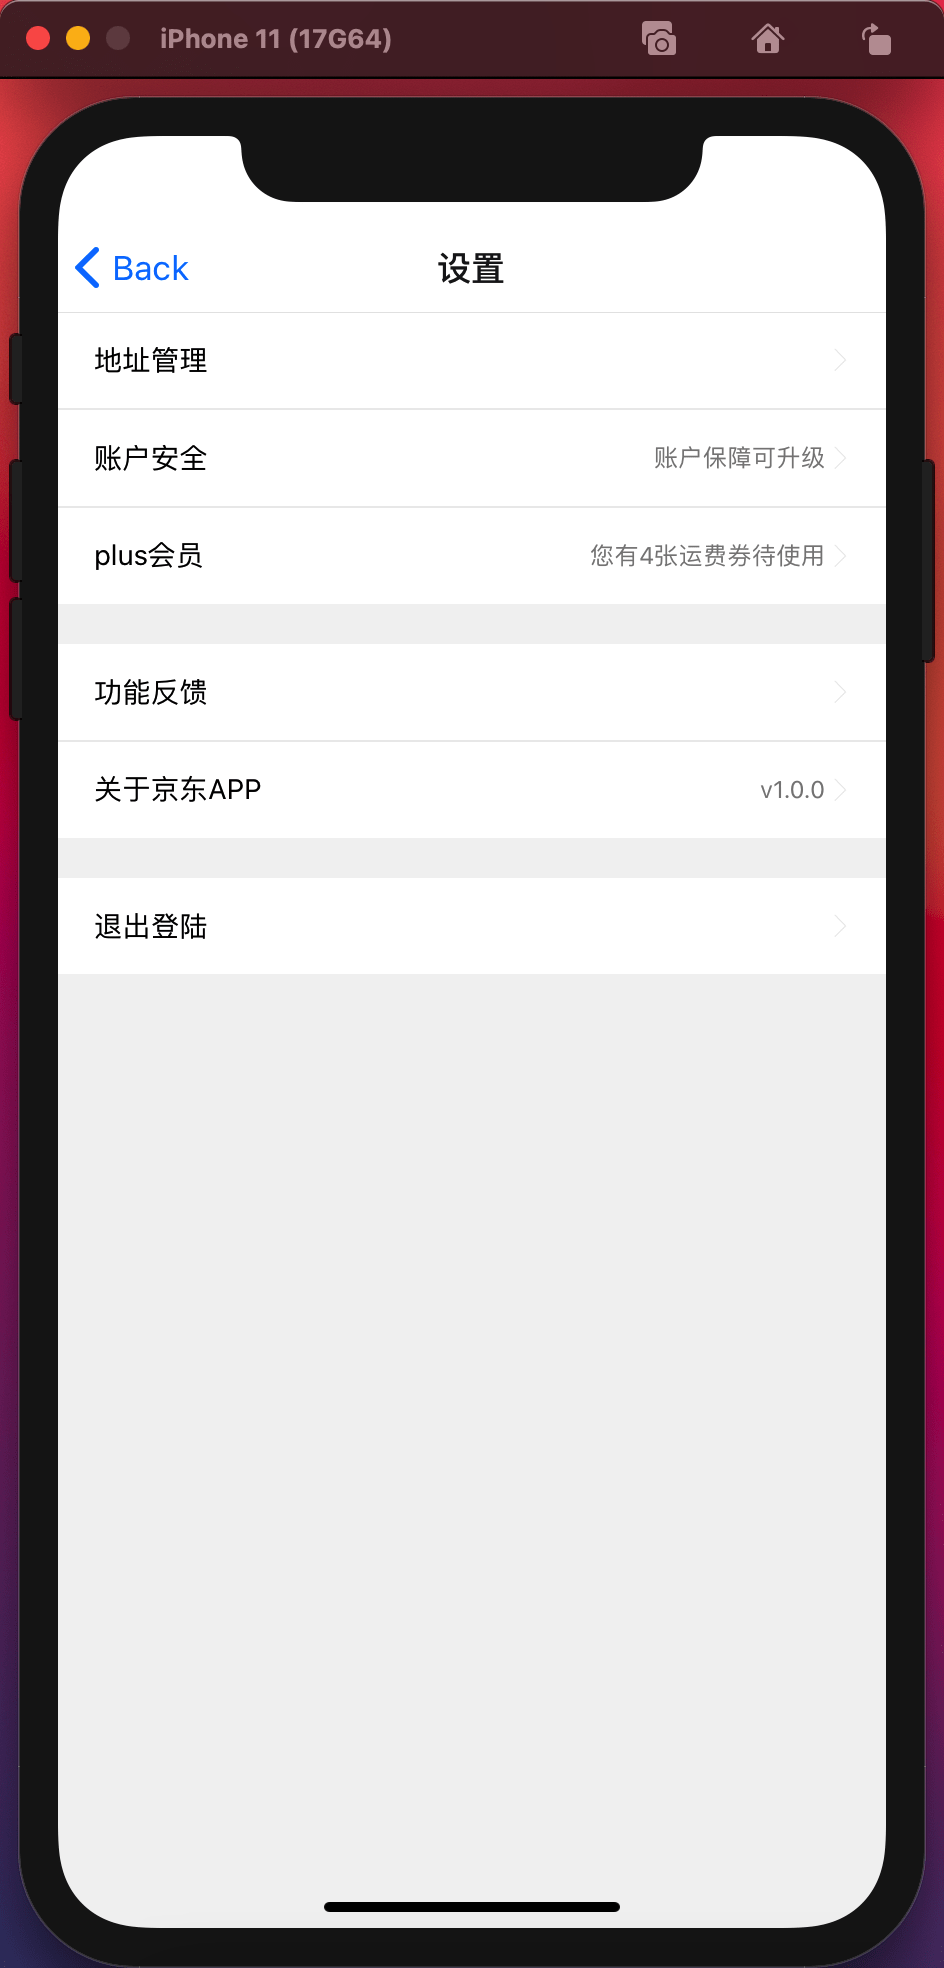 iPhone 11 (17G64)
Back
设置
地址管理
账户安全 账户保障可升级
plus会员 您有4张运费券待使用
功能反馈
关于京东APP v1.0.0
退出登陆